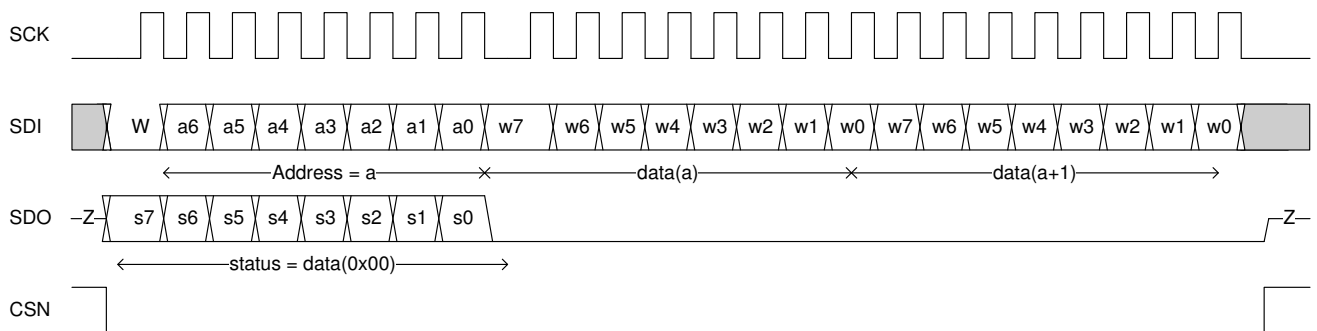 SCK
SDI W a6 a5 a4 a3 a2 a1 a0 w7 w6 w5 w4 w3 w2 w1 w0 w7 w6 w5 w4 w3 w2 w1 w0
Address = a data(a) data(a+1)
SDO Z s7 s6 s5 s4 s3 s2 s1 s0 Z
status = data(0x00)
CSN